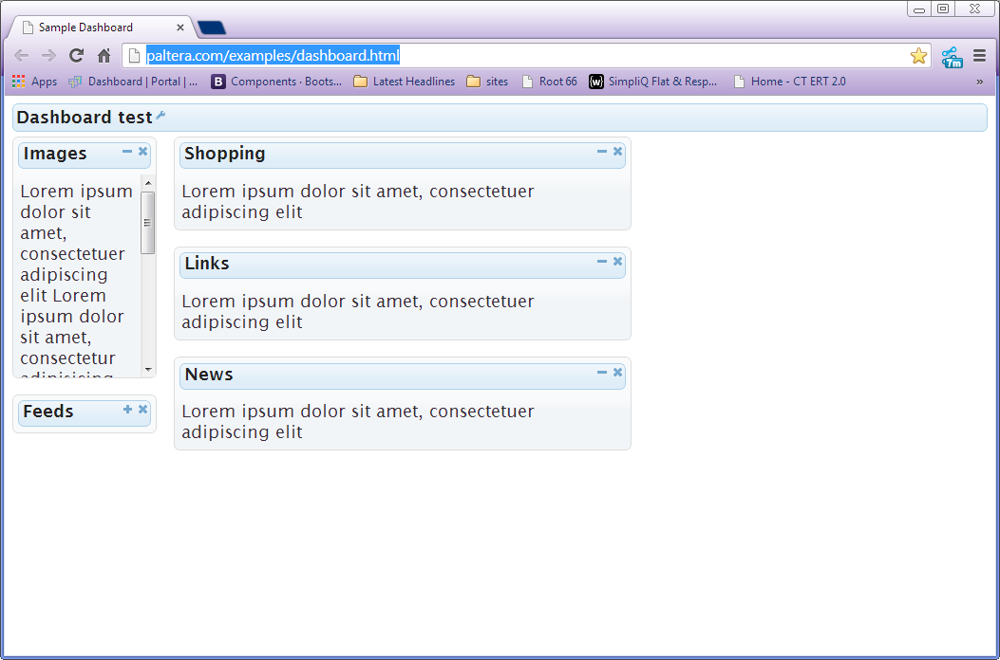 Sample Dashboard
paltera.com/examples/dashboard.html
7m
Apps
Dashboard | Portal | ...
B
Components · Boots...
Latest Headlines
sites
Root 66
[w]
SimpliQ Flat & Resp...
Home - CT ERT 2.0
»
Dashboard test
Images
Lorem ipsum
dolor sit
amet,
consectetuer
adipiscing
elit Lorem
ipsum dolor
sit amet,
consectetur
adipisicing
Feeds
Shopping
Lorem ipsum dolor sit amet, consectetuer
adipiscing elit
Links
Lorem ipsum dolor sit amet, consectetuer
adipiscing elit
News
Lorem ipsum dolor sit amet, consectetuer
adipiscing elit